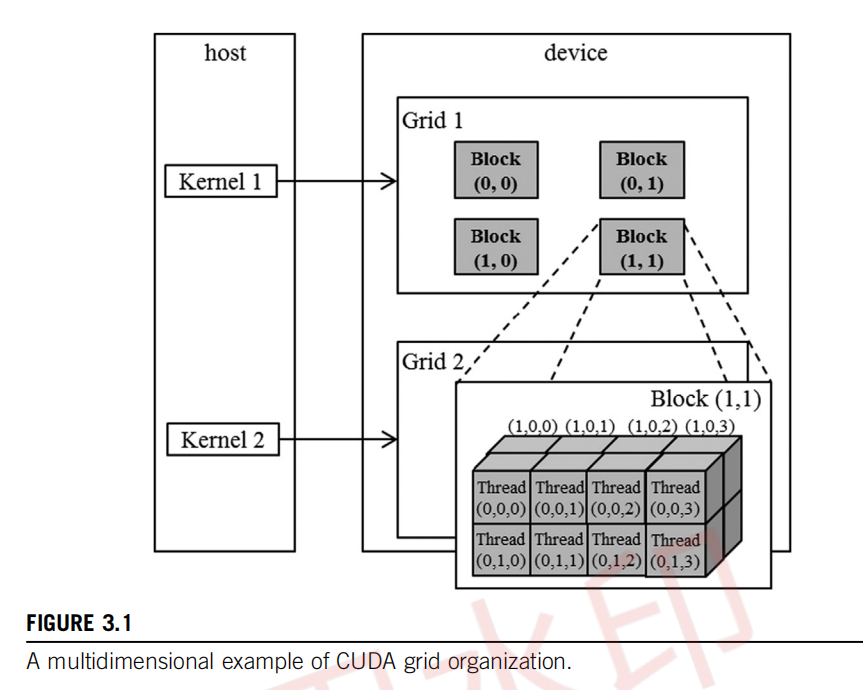 host
device
Grid 1
Block
(0, 0)
Block
(0, 1)
Kernel 1
Block
(1, 0)
Block
(1, 1)
Grid 2
Block (1,1)
(1,0,0) (1,0,1) (1,0,2) (1,0,3)
Kernel 2
Thread Thread Thread Thread
(0,0,0) (0,0,1) (0,0,2) (0,0,3)
Thread Thread Thread Thread
(0,1,0) (0,1,1) (0,1,2) (0,1,3)
FIGURE 3.1
A multidimensional example of CUDA grid organization.
水印